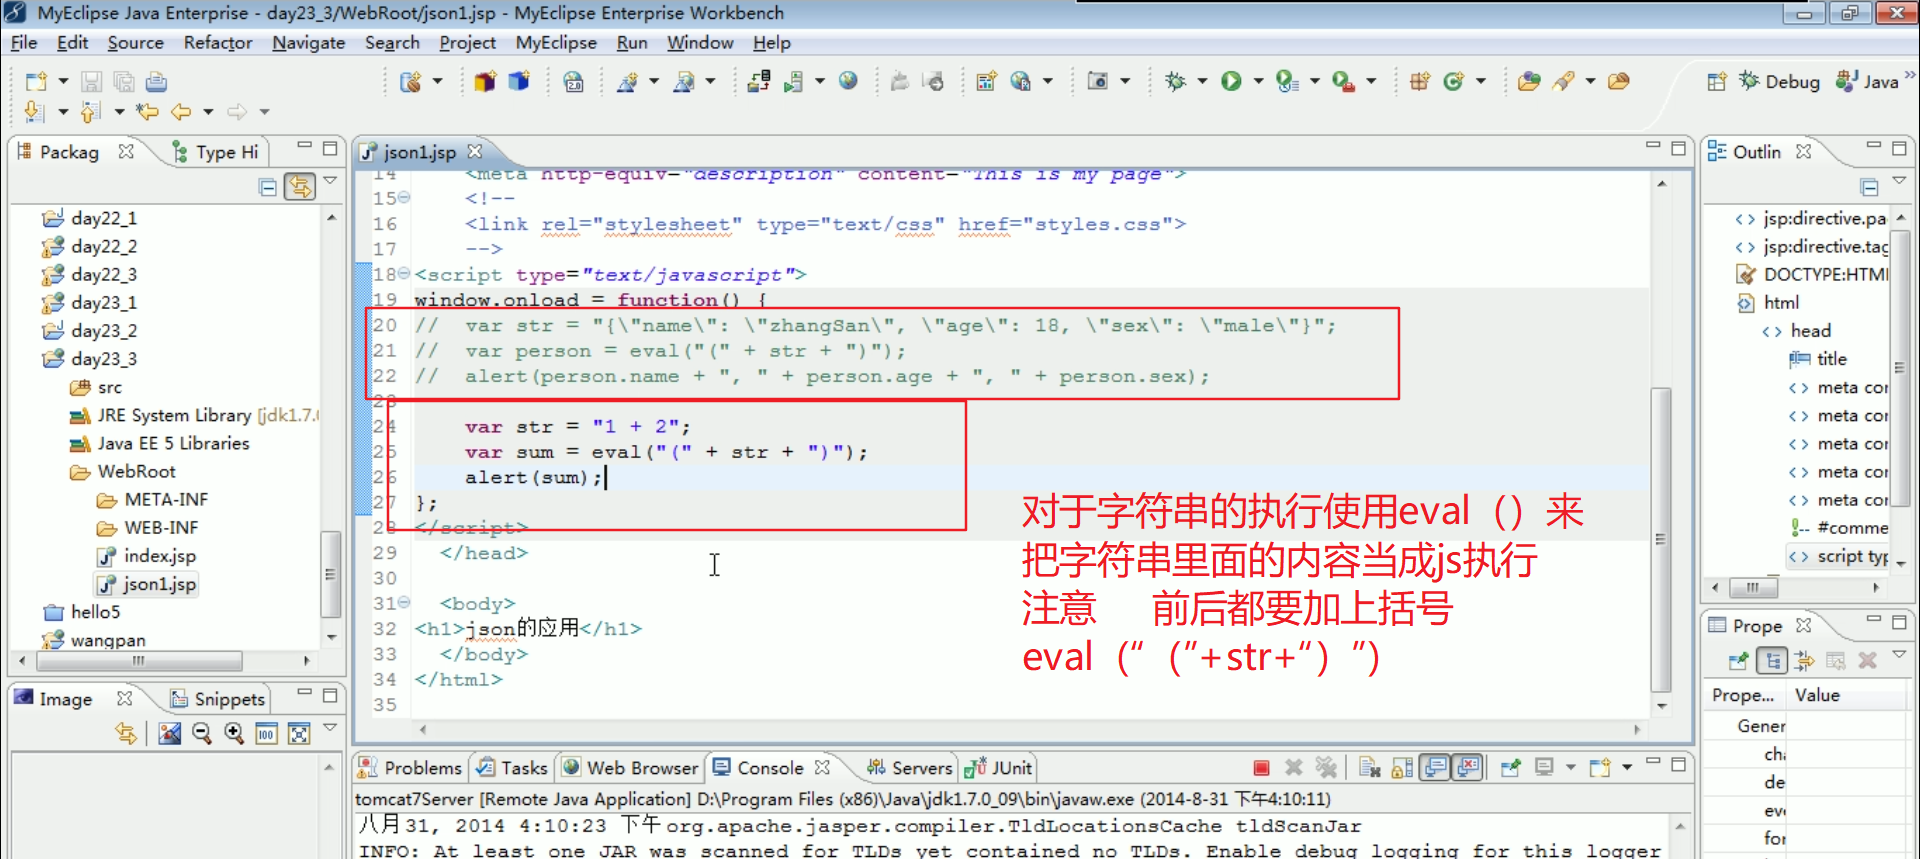 MyEclipse Java Enterprise - day23_3/WebRoot/json1.jsp - MyEclipse Enterprise Workbench
File Edit Source Refactor Navigate Search Project MyEclipse Run Window Help
Debug Java
Packag Type Hi
day22_1
day22_2
day22_3
day23_1
day23_2
day23_3
src
JRE System Library [jdk1.7.0
Java EE 5 Libraries
WebRoot
META-INF
WEB-INF
index.jsp
json1.jsp
hello5
wangpan
Image Snippets
json1.jsp
14 <meta http-equiv="description" content="This is my page">
15 <!--
16 <link rel="stylesheet" type="text/css" href="styles.css">
17 -->
18 <script type="text/javascript">
19 window.onload = function() {
20 // var str = "{\"name\": \"zhangSan\", \"age\": 18, \"sex\": \"male\"}";
21 // var person = eval("(" + str + ")");
22 // alert(person.name + ", " + person.age + ", " + person.sex);
23
24 var str = "1 + 2";
25 var sum = eval("(" + str + ")");
26 alert(sum);
27 };
28 </script>
29 </head>
30
31 <body>
32 <h1>json的应用</h1>
33 </body>
34 </html>
35
对于字符串的执行使用eval（）来
把字符串里面的内容当成js执行
注意 前后都要加上括号
eval（“（”+str+“）”）
Outlin
jsp:directive.pa
jsp:directive.tag
DOCTYPE:HTMl
html
head
title
meta cor
meta cor
meta cor
meta cor
meta cor
#comme
script typ
Prope
Prope... Value
Gener
cha
de
eve
for
Problems Tasks Web Browser Console Servers JUnit
tomcat7Server [Remote Java Application] D:\Program Files (x86)\Java\jdk1.7.0_09\bin\javaw.exe (2014-8-31 下午4:10:11)
八月 31, 2014 4:10:23 下午 org.apache.jasper.compiler.TldLocationsCache tldScanJar
INFO: At least one JAR was scanned for TLDs yet contained no TLDs. Enable debug logging for this logger